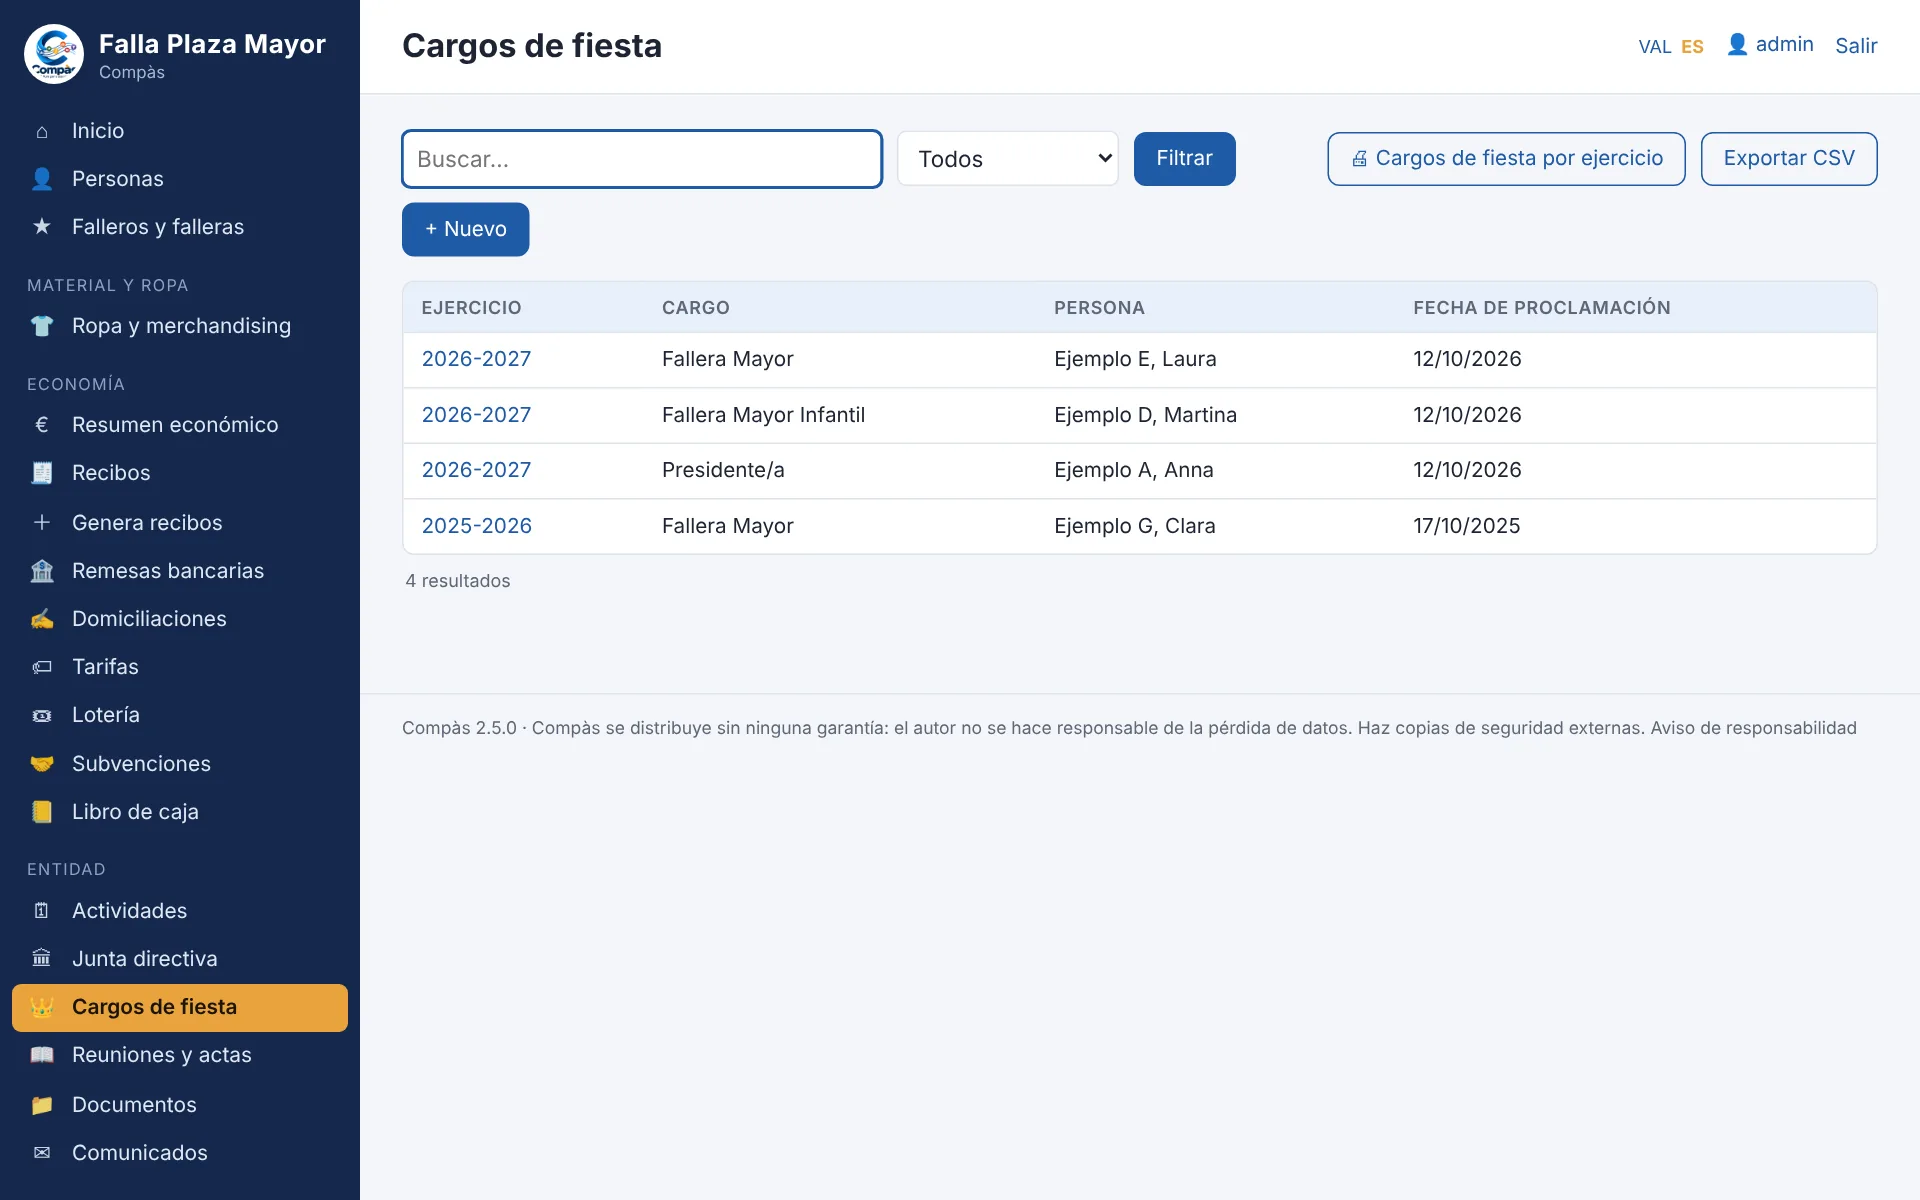 Falla Plaza Mayor
Compàs
Inicio
Personas
Falleros y falleras
MATERIAL Y ROPA
Ropa y merchandising
ECONOMÍA
€ Resumen económico
Recibos
Genera recibos
Remesas bancarias
Domiciliaciones
Tarifas
Lotería
Subvenciones
Libro de caja
ENTIDAD
Actividades
Junta directiva
Cargos de fiesta
Reuniones y actas
Documentos
Comunicados
Cargos de fiesta
VAL ES admin Salir
Buscar... Todos Filtrar Cargos de fiesta por ejercicio Exportar CSV
+ Nuevo
EJERCICIO CARGO PERSONA FECHA DE PROCLAMACIÓN
2026-2027 Fallera Mayor Ejemplo E, Laura 12/10/2026
2026-2027 Fallera Mayor Infantil Ejemplo D, Martina 12/10/2026
2026-2027 Presidente/a Ejemplo A, Anna 12/10/2026
2025-2026 Fallera Mayor Ejemplo G, Clara 17/10/2025
4 resultados
Compàs 2.5.0 · Compàs se distribuye sin ninguna garantía: el autor no se hace responsable de la pérdida de datos. Haz copias de seguridad externas. Aviso de responsabilidad